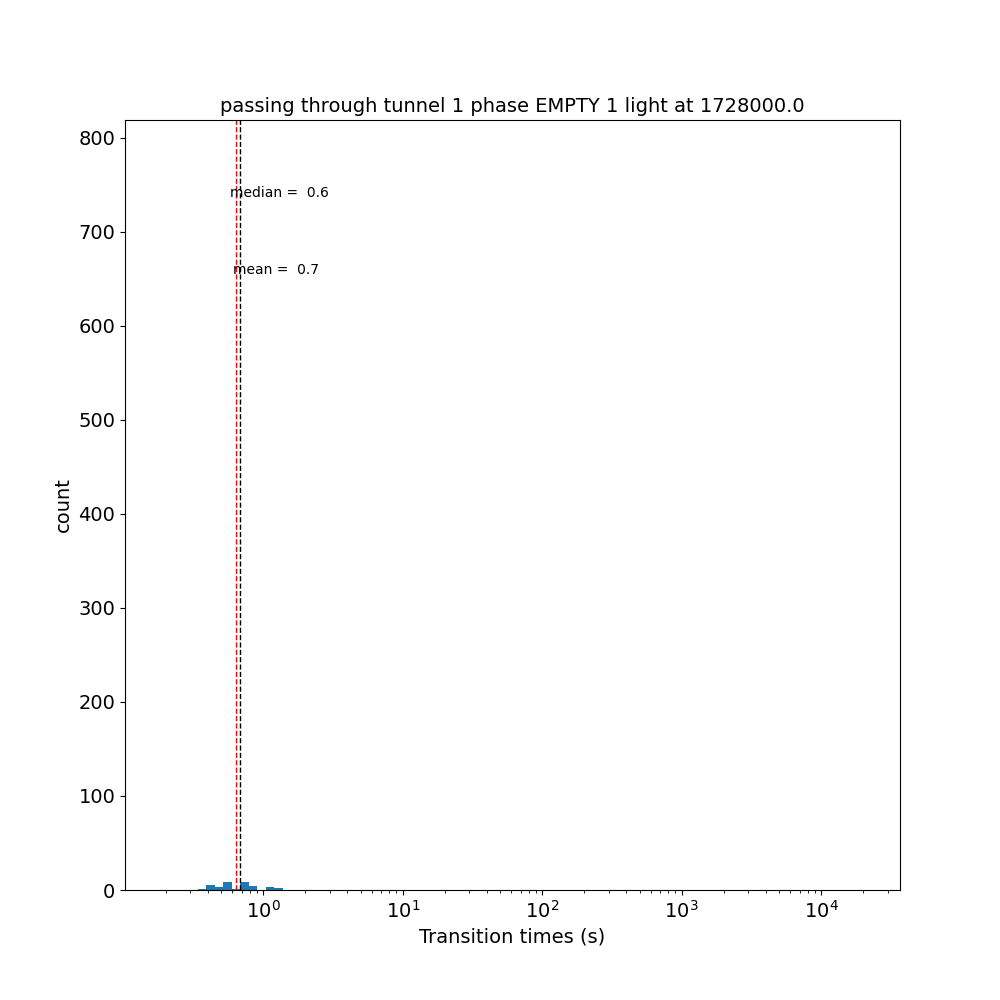 passing through tunnel 1 phase EMPTY 1 light at 1728000.0
800
median =  0.6
700
mean =  0.7
600
500
count
400
300
200
100
0
10^0 10^1 10^2 10^3 10^4
Transition times (s)